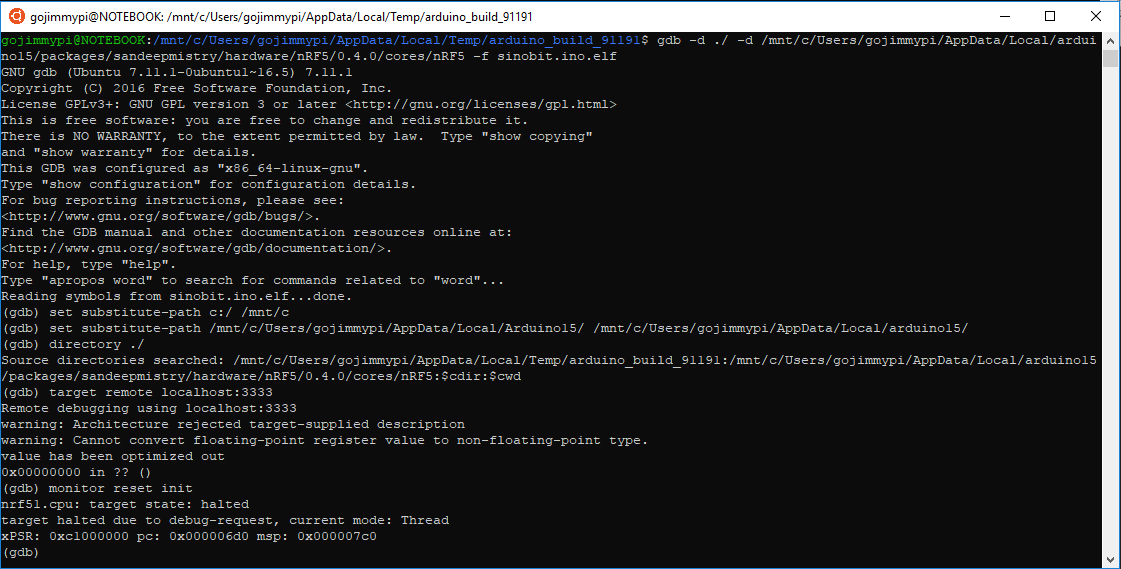 gojimmypi@NOTEBOOK: /mnt/c/Users/gojimmypi/AppData/Local/Temp/arduino_build_91191
gojimmypi@NOTEBOOK:/mnt/c/Users/gojimmypi/AppData/Local/Temp/arduino_build_91191$ gdb -d ./ -d /mnt/c/Users/gojimmypi/AppData/Local/ardui
no15/packages/sandeepmistry/hardware/nRF5/0.4.0/cores/nRF5 -f sinobit.ino.elf
GNU gdb (Ubuntu 7.11.1-0ubuntu1~16.5) 7.11.1
Copyright (C) 2016 Free Software Foundation, Inc.
License GPLv3+: GNU GPL version 3 or later <http://gnu.org/licenses/gpl.html>
This is free software: you are free to change and redistribute it.
There is NO WARRANTY, to the extent permitted by law.  Type "show copying"
and "show warranty" for details.
This GDB was configured as "x86_64-linux-gnu".
Type "show configuration" for configuration details.
For bug reporting instructions, please see:
<http://www.gnu.org/software/gdb/bugs/>.
Find the GDB manual and other documentation resources online at:
<http://www.gnu.org/software/gdb/documentation/>.
For help, type "help".
Type "apropos word" to search for commands related to "word"...
Reading symbols from sinobit.ino.elf...done.
(gdb) set substitute-path c:/ /mnt/c
(gdb) set substitute-path /mnt/c/Users/gojimmypi/AppData/Local/Arduino15/ /mnt/c/Users/gojimmypi/AppData/Local/arduino15/
(gdb) directory ./
Source directories searched: /mnt/c/Users/gojimmypi/AppData/Local/Temp/arduino_build_91191:/mnt/c/Users/gojimmypi/AppData/Local/arduino15
/packages/sandeepmistry/hardware/nRF5/0.4.0/cores/nRF5:$cdir:$cwd
(gdb) target remote localhost:3333
Remote debugging using localhost:3333
warning: Architecture rejected target-supplied description
warning: Cannot convert floating-point register value to non-floating-point type.
value has been optimized out
0x00000000 in ?? ()
(gdb) monitor reset init
nrf51.cpu: target state: halted
target halted due to debug-request, current mode: Thread
xPSR: 0xc1000000 pc: 0x000006d0 msp: 0x000007c0
(gdb)